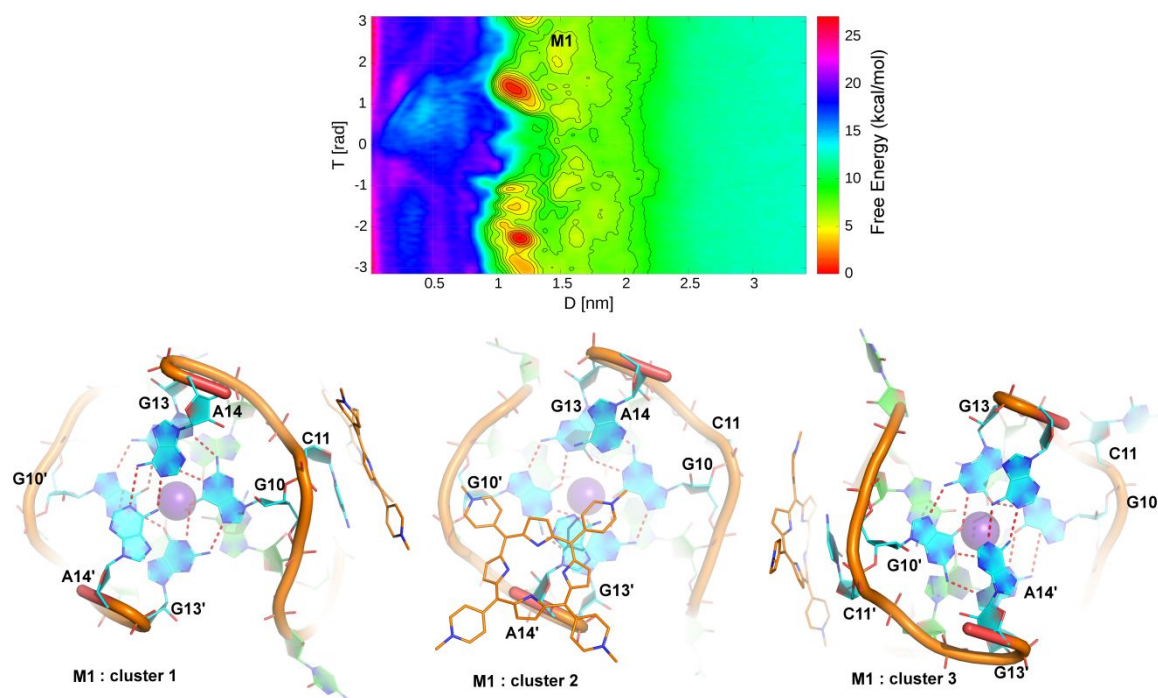 3
2
1
0
-1
-2
-3
T [rad]
M1
0.5
1
1.5
2
2.5
3
D [nm]
25
20
15
10
5
0
Free Energy (kcal/mol)
G13
A14
C11
G10'
G10
A14'
G13'
M1 : cluster 1
G13
A14
C11
G10'
G10
G13'
A14'
M1 : cluster 2
G13
C11
G10
G10'
A14'
C11'
G13'
M1 : cluster 3